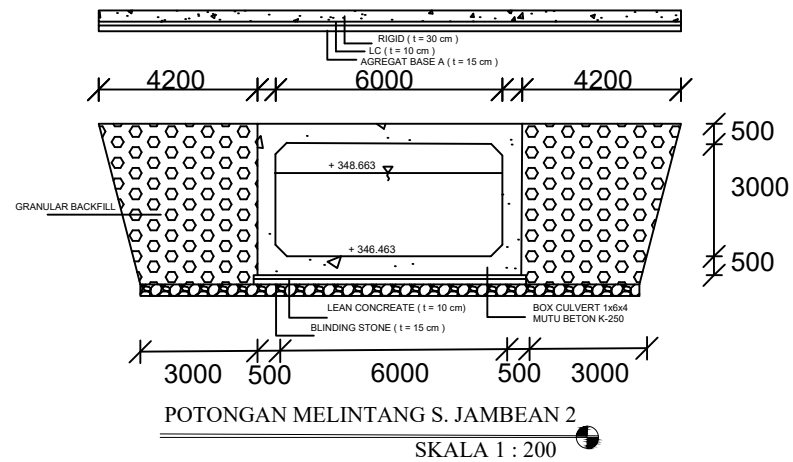 RIGID ( t = 30 cm )
LC ( t = 10 cm )
AGREGAT BASE A ( t = 15 cm )
4200 6000 4200
500
+ 348.663
3000
GRANULAR BACKFILL
+ 346.463
500
LEAN CONCREATE ( t = 10 cm)
BOX CULVERT 1x6x4
MUTU BETON K-250
BLINDING STONE ( t = 15 cm )
3000 500 6000 500 3000
POTONGAN MELINTANG S. JAMBEAN 2
SKALA 1 : 200